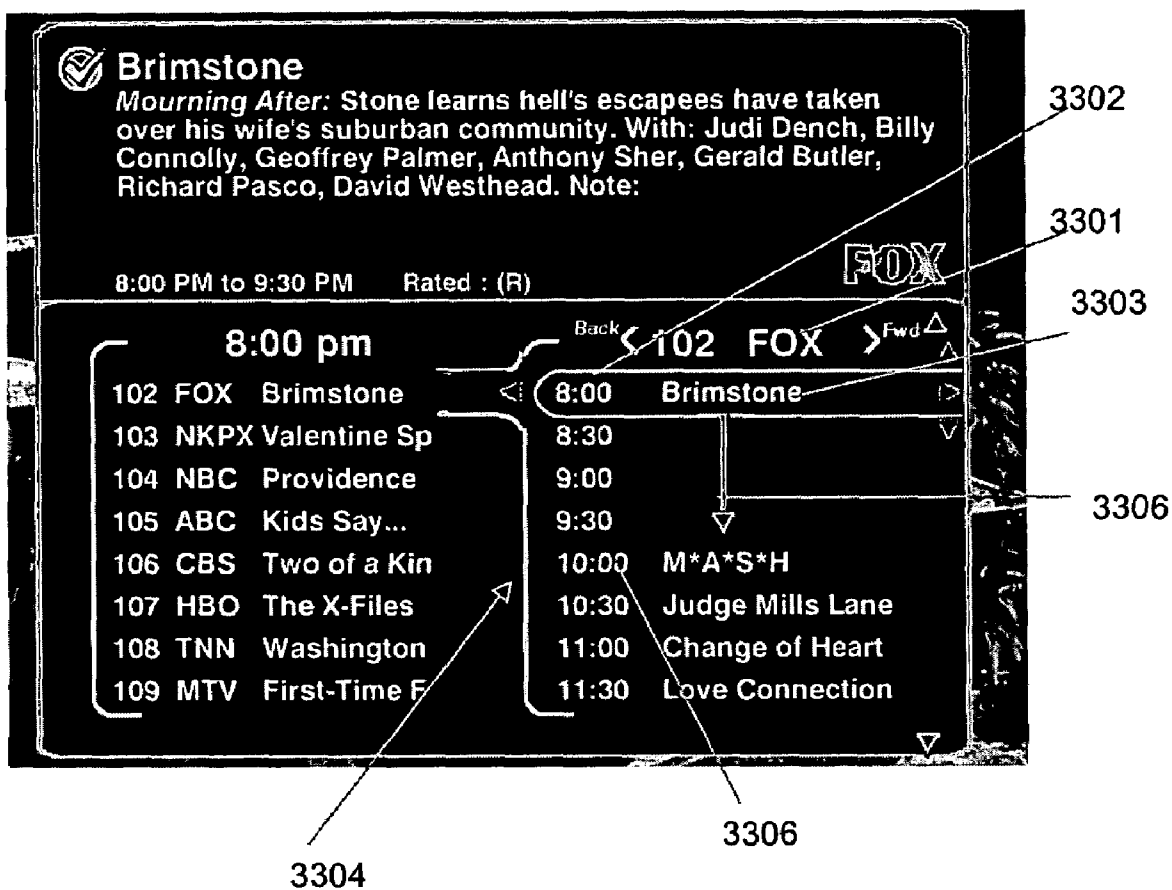 Brimstone
Mourning After: Stone learns hell's escapees have taken
over his wife's suburban community. With: Judi Dench, Billy
Connolly, Geoffrey Palmer, Anthony Sher, Gerald Butler,
Richard Pasco, David Westhead. Note:
8:00 PM to 9:30 PM Rated : (R)
FOX
8:00 pm
102 FOX Brimstone
103 NKPX Valentine Sp
104 NBC Providence
105 ABC Kids Say...
106 CBS Two of a Kin
107 HBO The X-Files
108 TNN Washington
109 MTV First-Time F
Back < 102 FOX > Fwd
8:00 Brimstone
8:30
9:00
9:30
10:00 M*A*S*H
10:30 Judge Mills Lane
11:00 Change of Heart
11:30 Love Connection
3302
3301
3303
3306
3306
3304